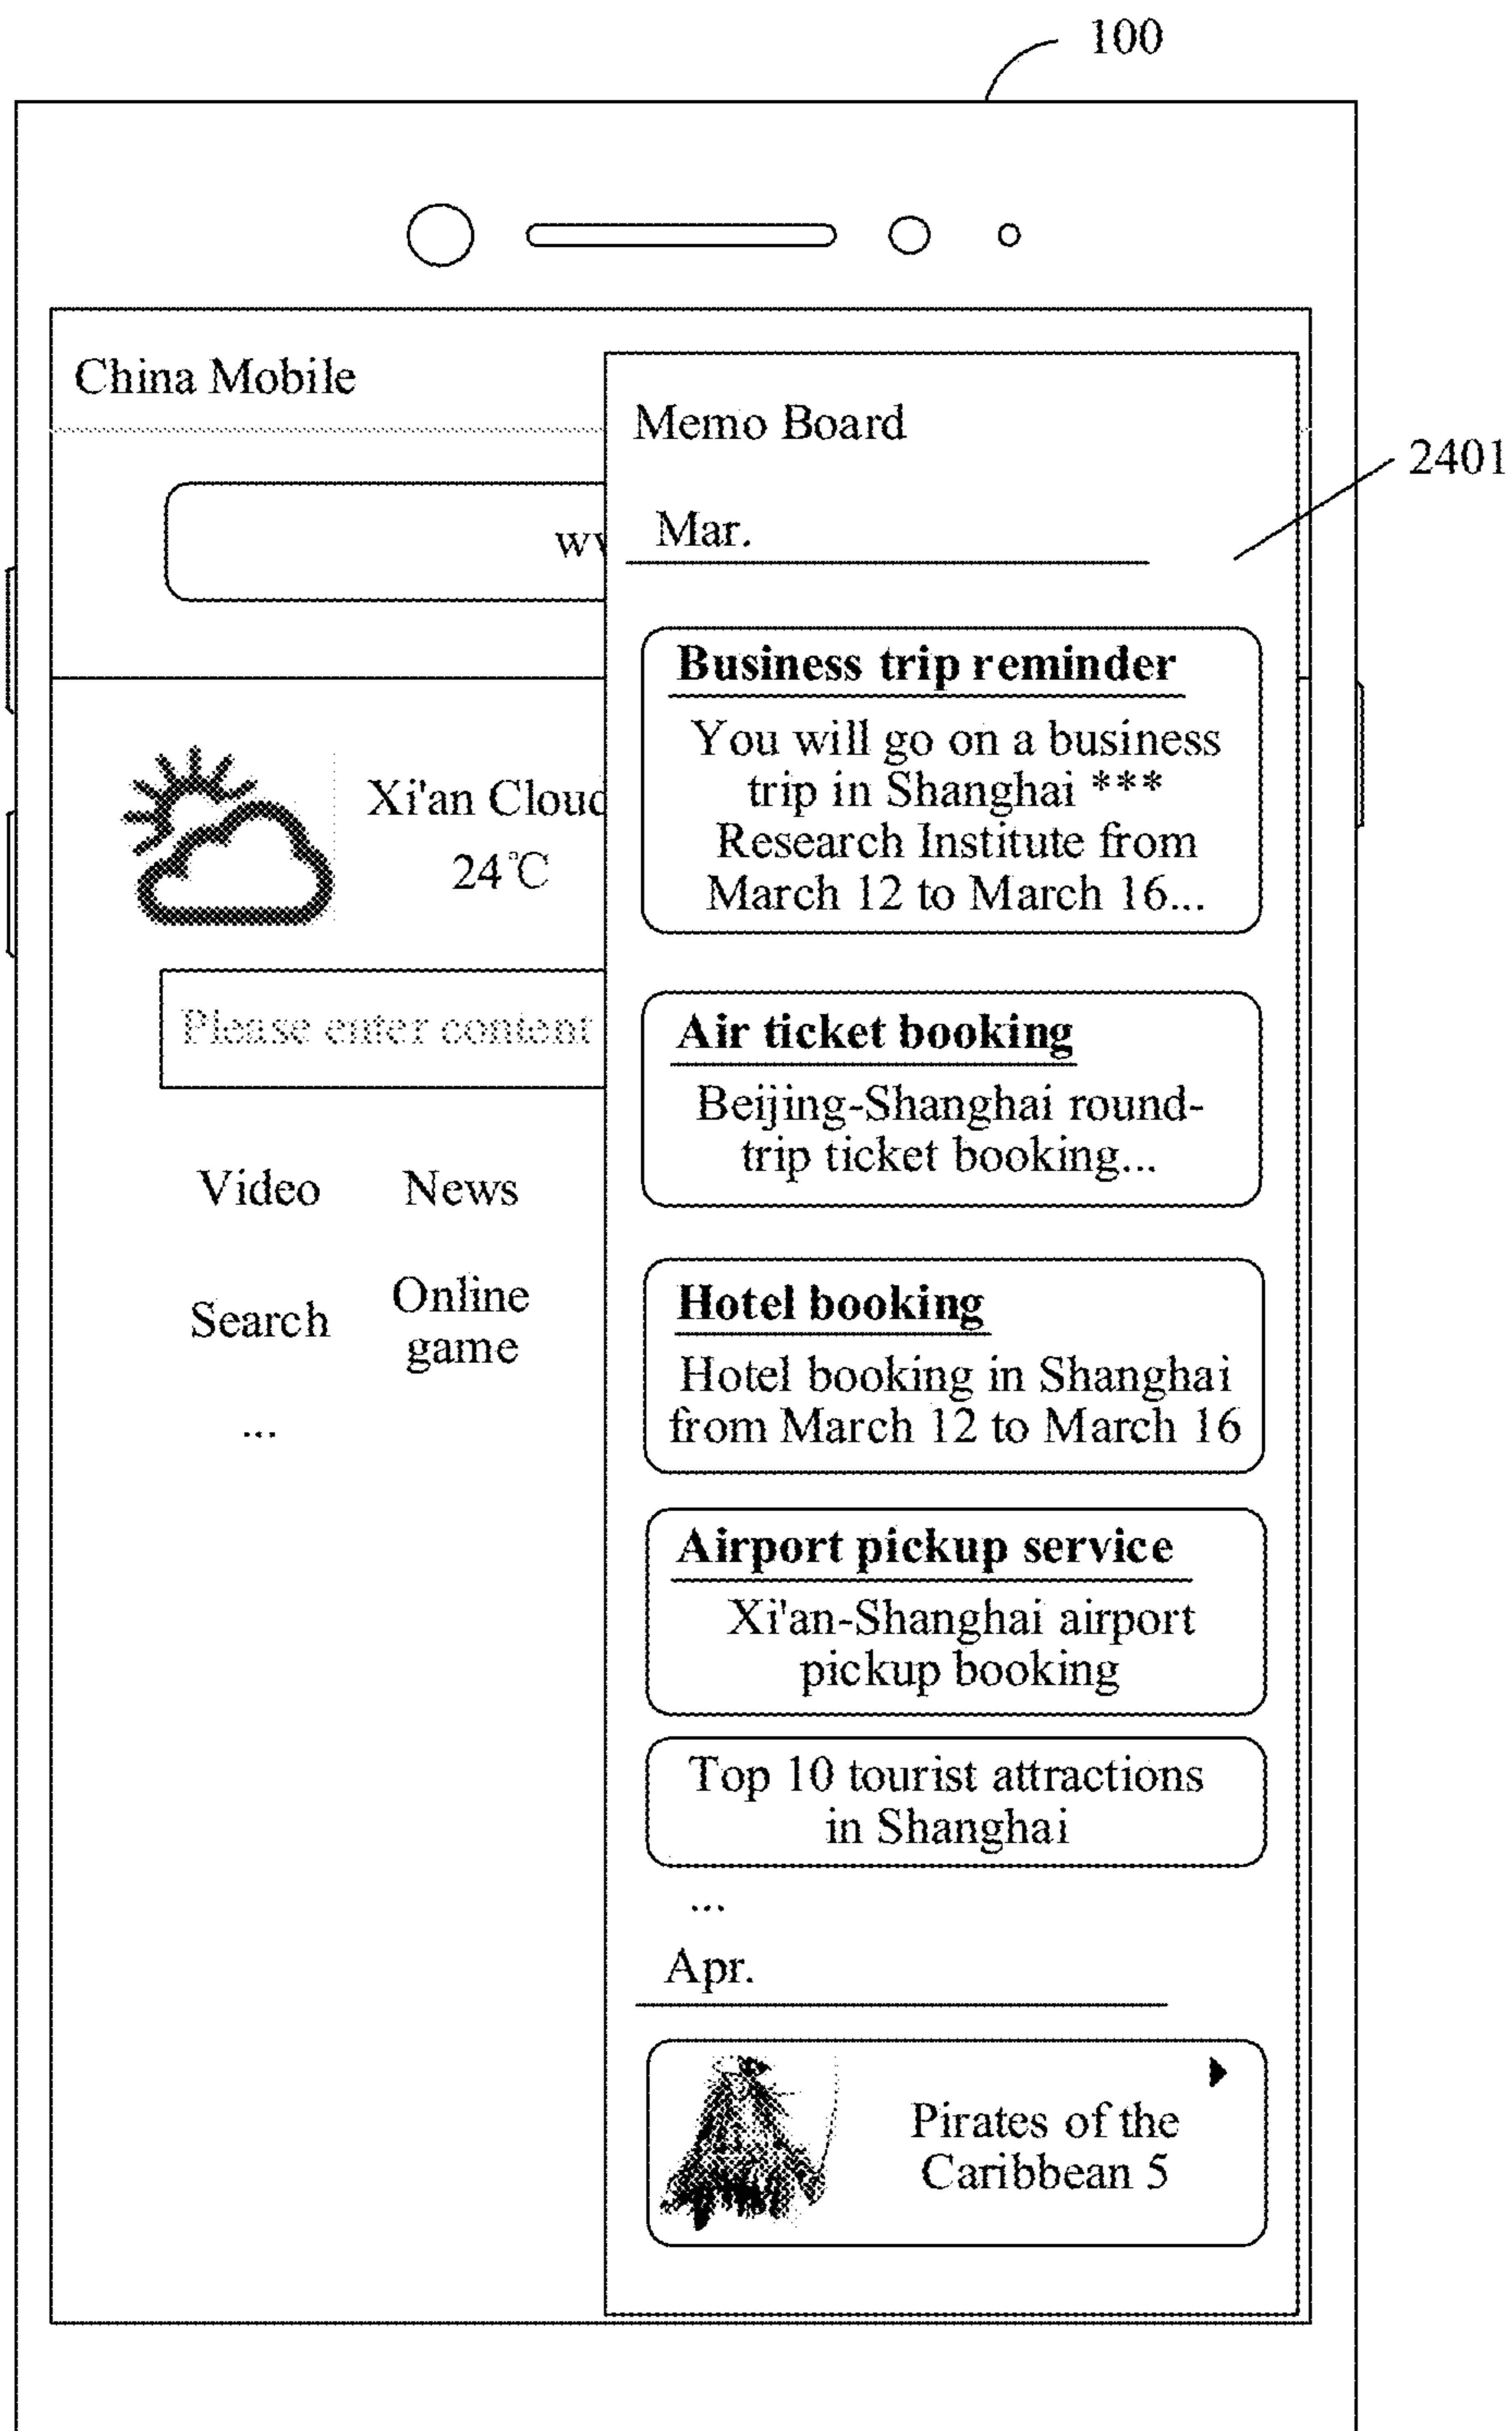 100
China Mobile
Memo Board
2401
Mar.
Business trip reminder
You will go on a business
trip in Shanghai ***
Research Institute from
March 12 to March 16...
Xi'an Cloud
24℃
Please enter content
Air ticket booking
Beijing-Shanghai round-
trip ticket booking...
Video
News
Search
Online
game
...
Hotel booking
Hotel booking in Shanghai
from March 12 to March 16
Airport pickup service
Xi'an-Shanghai airport
pickup booking
Top 10 tourist attractions
in Shanghai
...
Apr.
Pirates of the
Caribbean 5